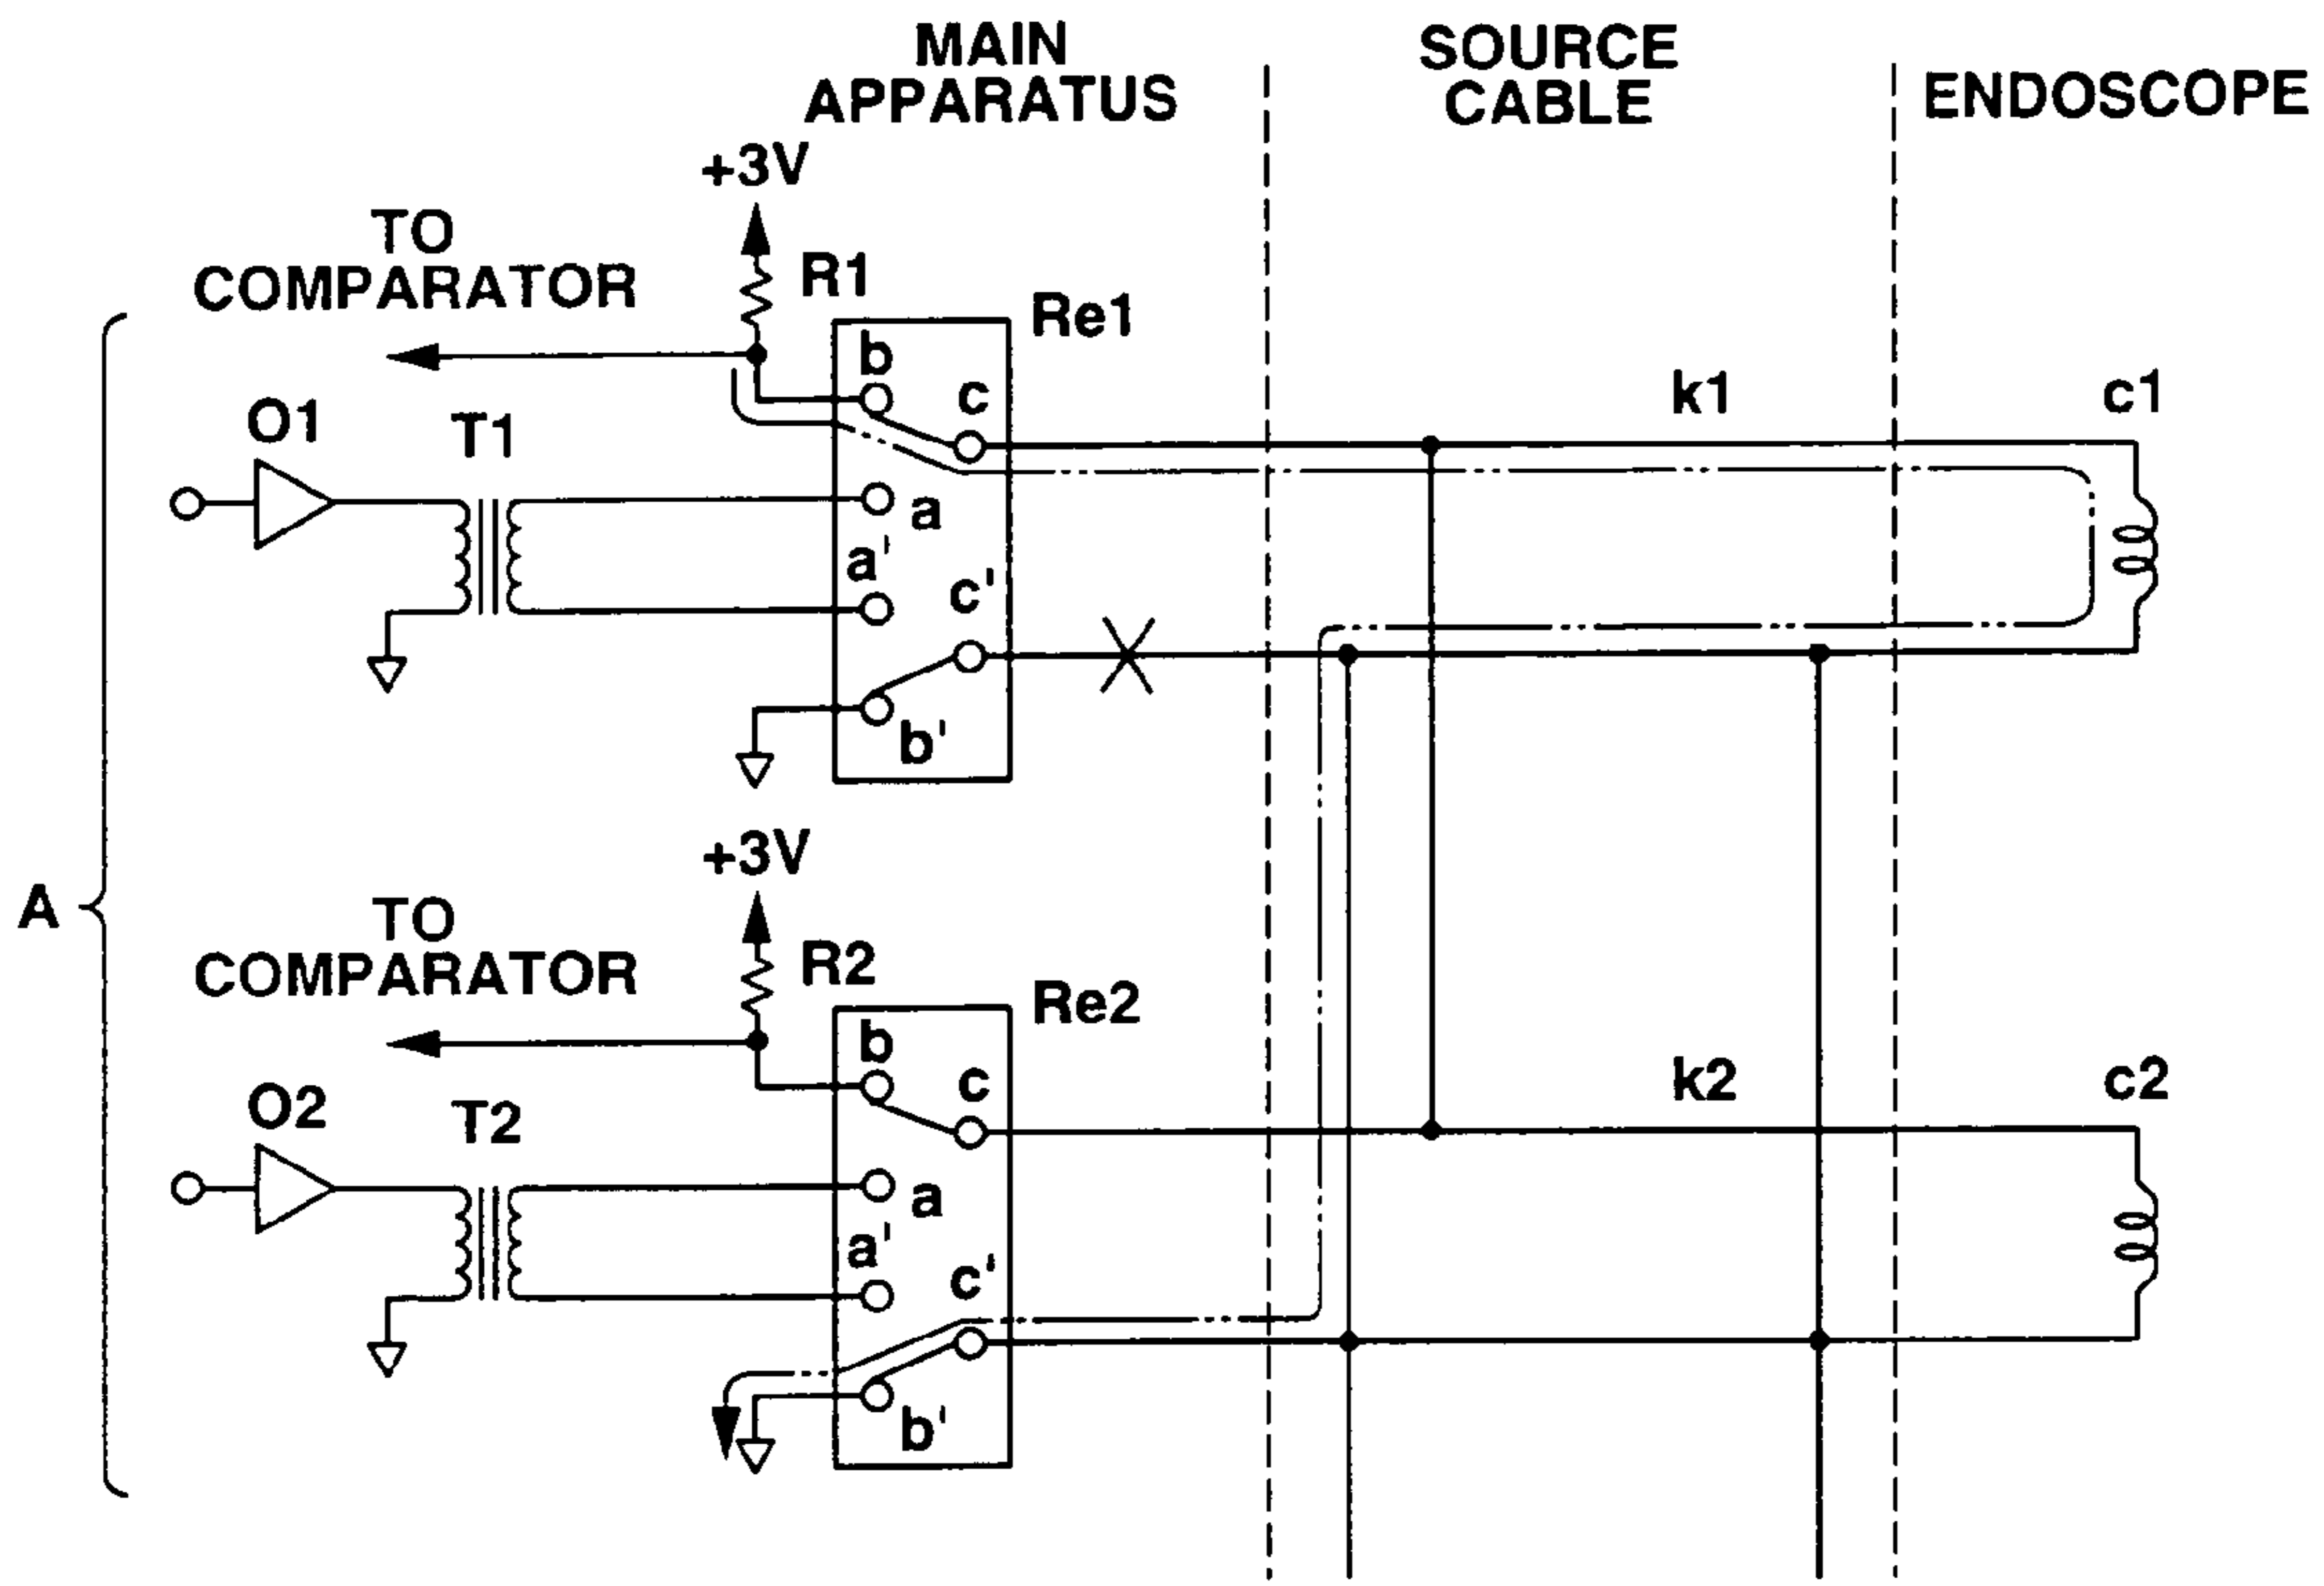 MAIN
APPARATUS
SOURCE
CABLE
ENDOSCOPE
+3V
TO
COMPARATOR
R1
Re1
b
c
k1
c1
O1
T1
a
a'
c'
b'
A
+3V
TO
COMPARATOR
R2
Re2
b
c
k2
c2
O2
T2
a
a'
c'
b'